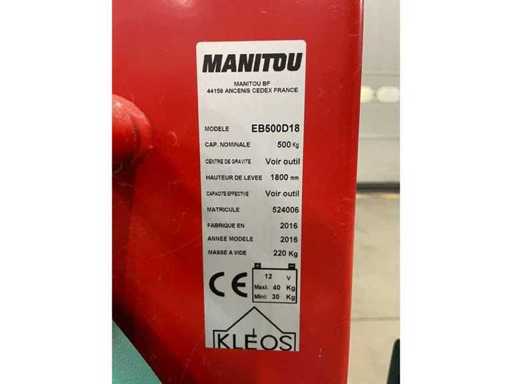 MANITOU
MANITOU BF
44158 ANCENIS CEDEX FRANCE
MODELE EB500D18
CAP. NOMINALE 500 Kg
CENTRE DE GRAVITE Voir outil
HAUTEUR DE LEVEE 1800 mm
CAPACITE EFFECTIVE Voir outil
MATRICULE 524006
FABRIQUE EN 2016
ANNEE MODELE 2016
MASSE A VIDE 220 Kg
CE
12 V
Maxi: 40 Kg
Mini: 30 Kg
KLEOS